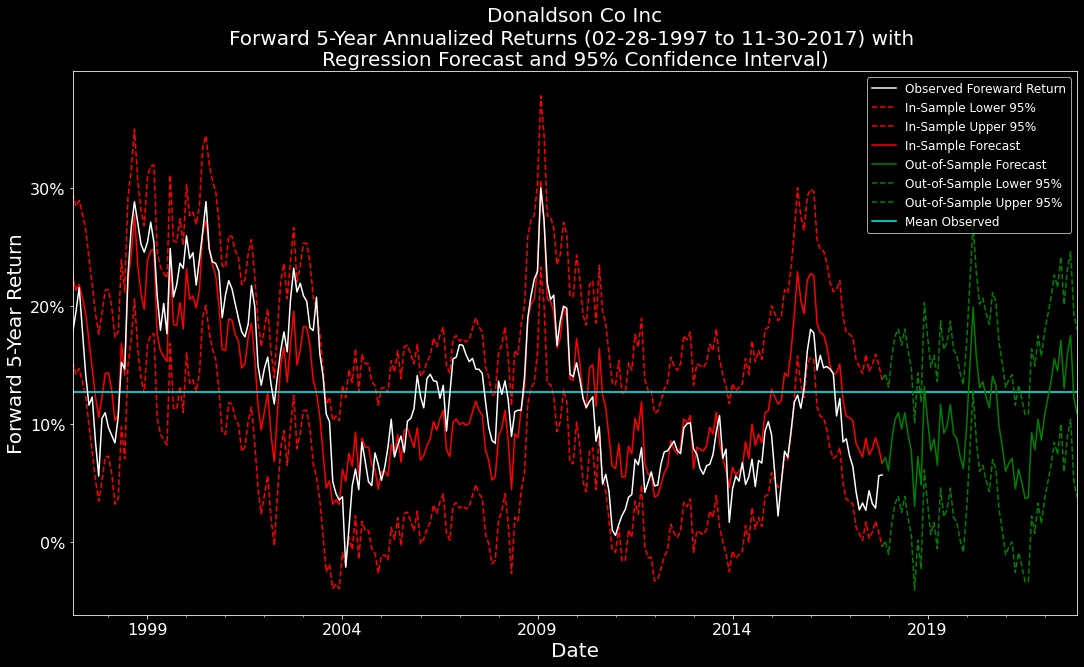 Donaldson Co Inc
Forward 5-Year Annualized Returns (02-28-1997 to 11-30-2017) with
Regression Forecast and 95% Confidence Interval)
Observed Foreward Return
In-Sample Lower 95%
In-Sample Upper 95%
In-Sample Forecast
Out-of-Sample Forecast
Out-of-Sample Lower 95%
Out-of-Sample Upper 95%
Mean Observed
Forward 5-Year Return
30%
20%
10%
0%
1999 2004 2009 2014 2019
Date